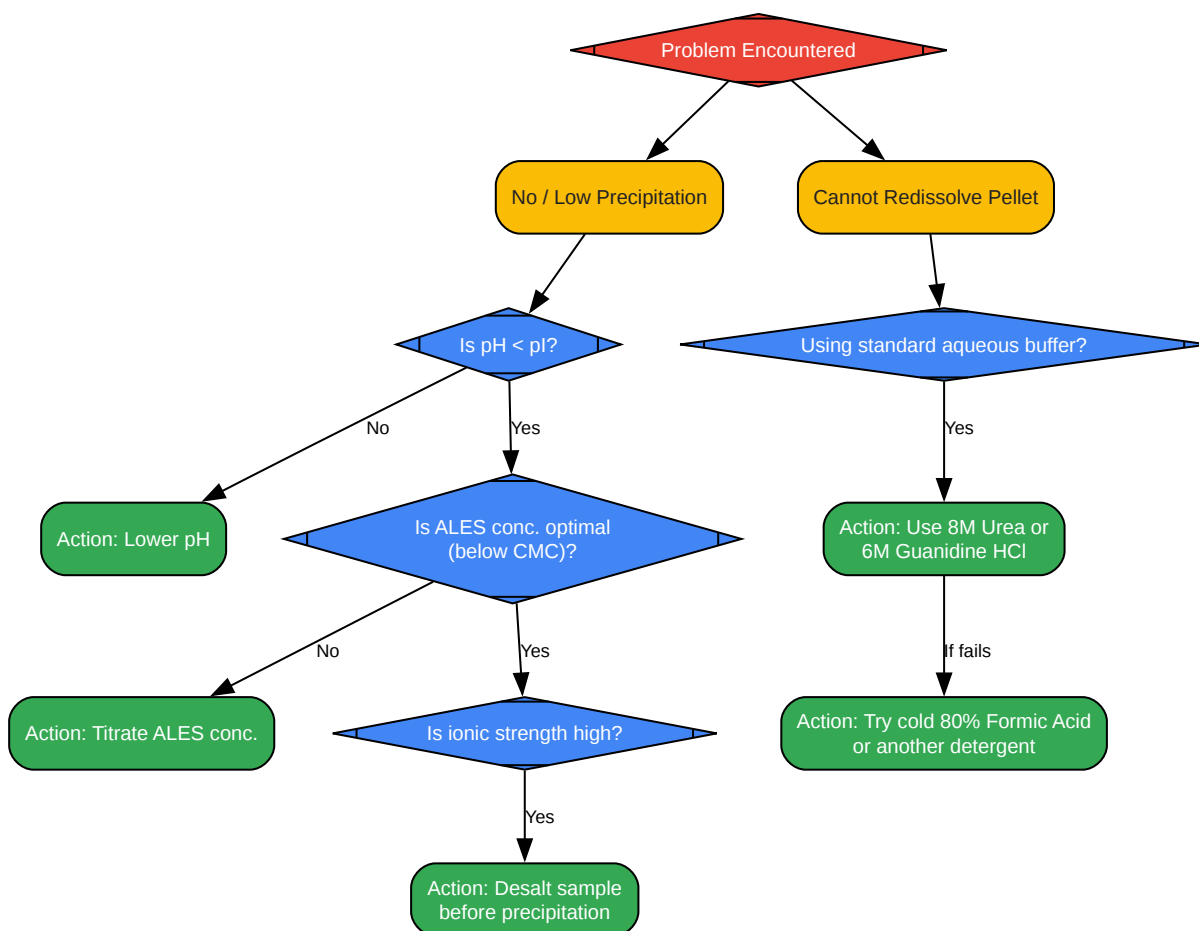 Problem Encountered
No / Low Precipitation
Cannot Redissolve Pellet
Is pH < pI?
Using standard aqueous buffer?
No
Yes
Yes
Action: Lower pH
Is ALES conc. optimal
(below CMC)?
Action: Use 8M Urea or
6M Guanidine HCl
No
Yes
If fails
Action: Titrate ALES conc.
Is ionic strength high?
Action: Try cold 80% Formic Acid
or another detergent
Yes
Action: Desalt sample
before precipitation